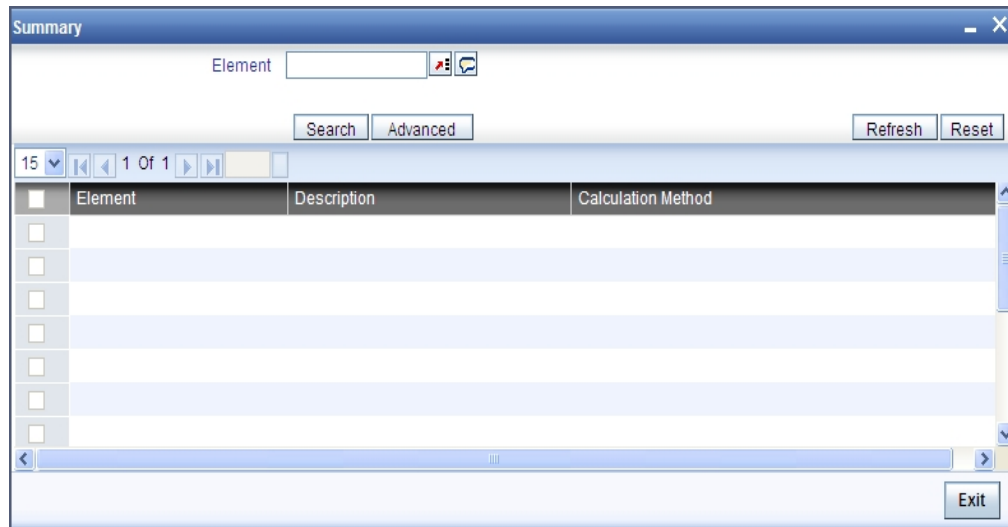 Summary
Element
Search Advanced Refresh Reset
15 1 Of 1
Element Description Calculation Method
Exit